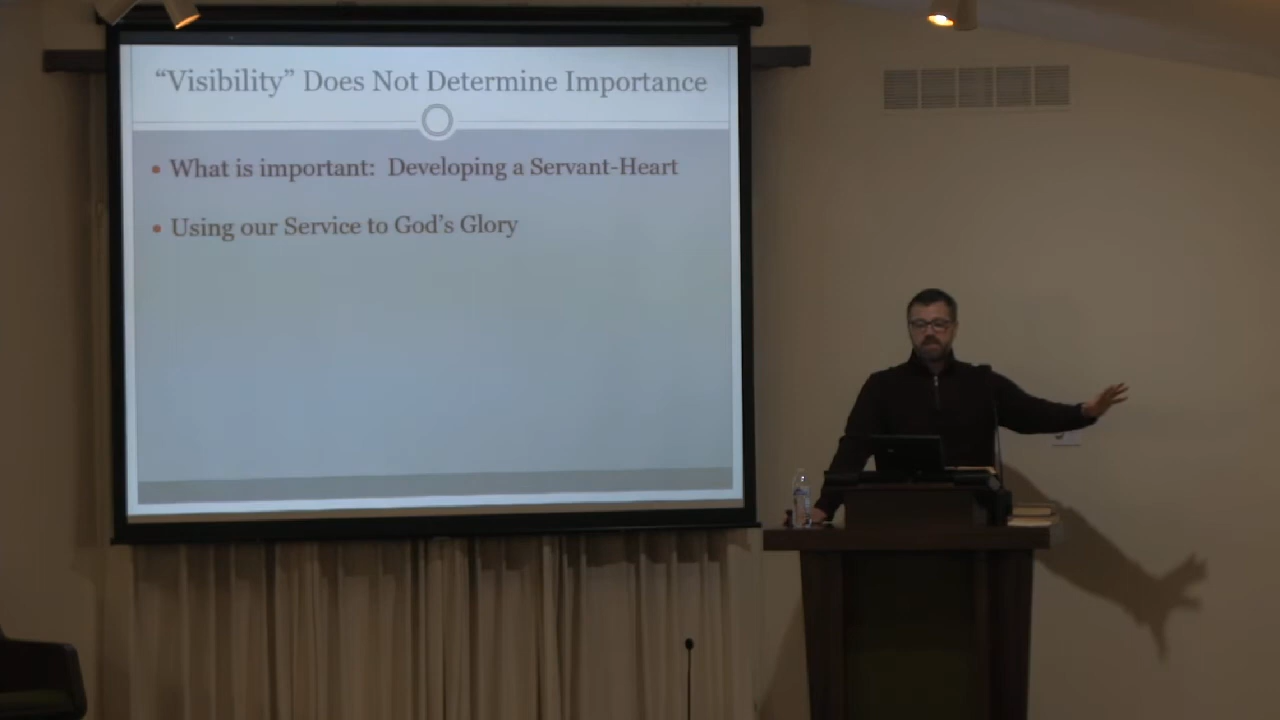 “Visibility” Does Not Determine Importance
• What is important: Developing a Servant-Heart
• Using our Service to God’s Glory